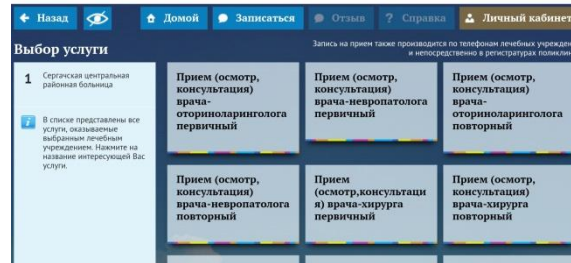 Назад
Домой
Записаться
Отзыв
? Справка
Личный кабинет
Выбор услуги
Запись на прием также производится по телефонам лечебных учрежден
и непосредственно в регистратурах поликлин
1 Сергачская центральная
районная больница
i В списке представлены все
услуги, оказываемые
выбранным лечебным
учреждением. Нажмите на
название интересующей Вас
услуги.
Прием (осмотр,
консультация)
врача-
оториноларинголога
первичный
Прием (осмотр,
консультация)
врача-невропатолога
первичный
Прием (осмотр,
консультация)
врача-
оториноларинголога
повторный
Прием (осмотр,
консультация)
врача-невропатолога
повторный
Прием
(осмотр,консультаци
я) врача-хирурга
первичный
Прием (осмотр,
консультация)
врача-хирурга
повторный